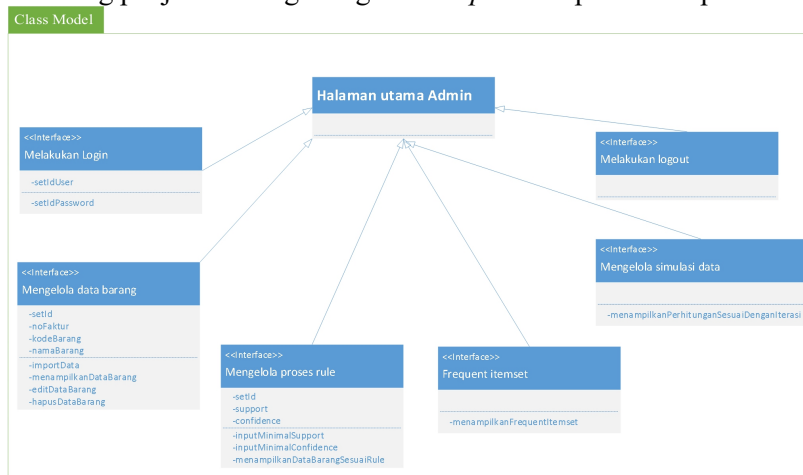 Class Model
Halaman utama Admin
<<Interface>>
Melakukan Login
-setIdUser
-setIdPassword
<<Interface>>
Melakukan logout
<<Interface>>
Mengelola simulasi data
-menampilkanPerhitunganSesuaiDenganIterasi
<<Interface>>
Mengelola data barang
-setId
-noFaktur
-kodeBarang
-namaBarang
-importData
-menampilkanDataBarang
-editDataBarang
-hapusDataBarang
<<Interface>>
Mengelola proses rule
-setId
-support
-confidence
-inputMinimalSupport
-inputMinimalConfidence
-menampilkanDataBarangSesuaiRule
<<Interface>>
Frequent itemset
-menampilkanFrequentItemset